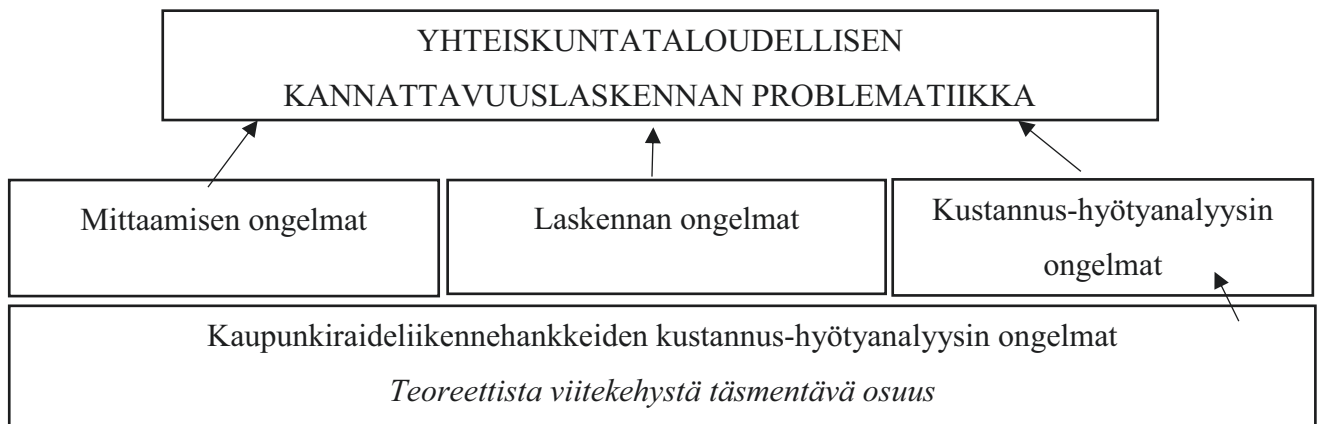 YHTEISKUNTATALOUDELLISEN
KANNATTAVUUSLASKENNAN PROBLEMATIIKKA
Mittaamisen ongelmat
Laskennan ongelmat
Kustannus-hyötyanalyysin
ongelmat
Kaupunkiraideliikennehankkeiden kustannus-hyötyanalyysin ongelmat
Teoreettista viitekehystä täsmentävä osuus